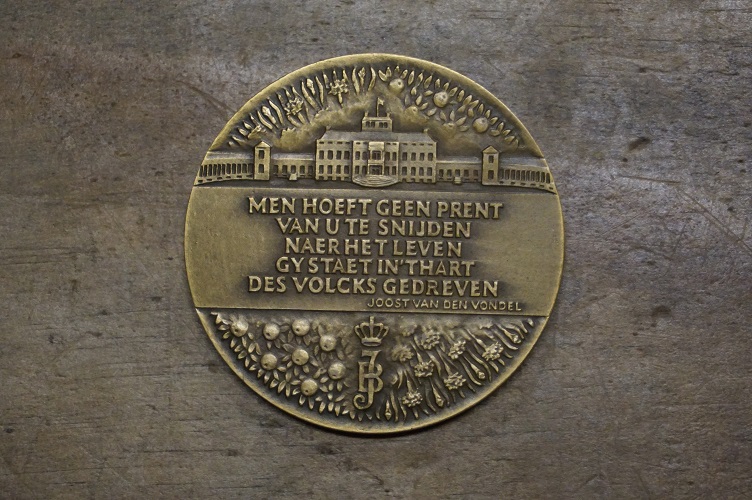 MEN HOEFT GEEN PRENT
VAN U TE SNIJDEN
NAER HET LEVEN
GY STAET IN'T HART
DES VOLCKS GEDREVEN
JOOST VAN DEN VONDEL
JB